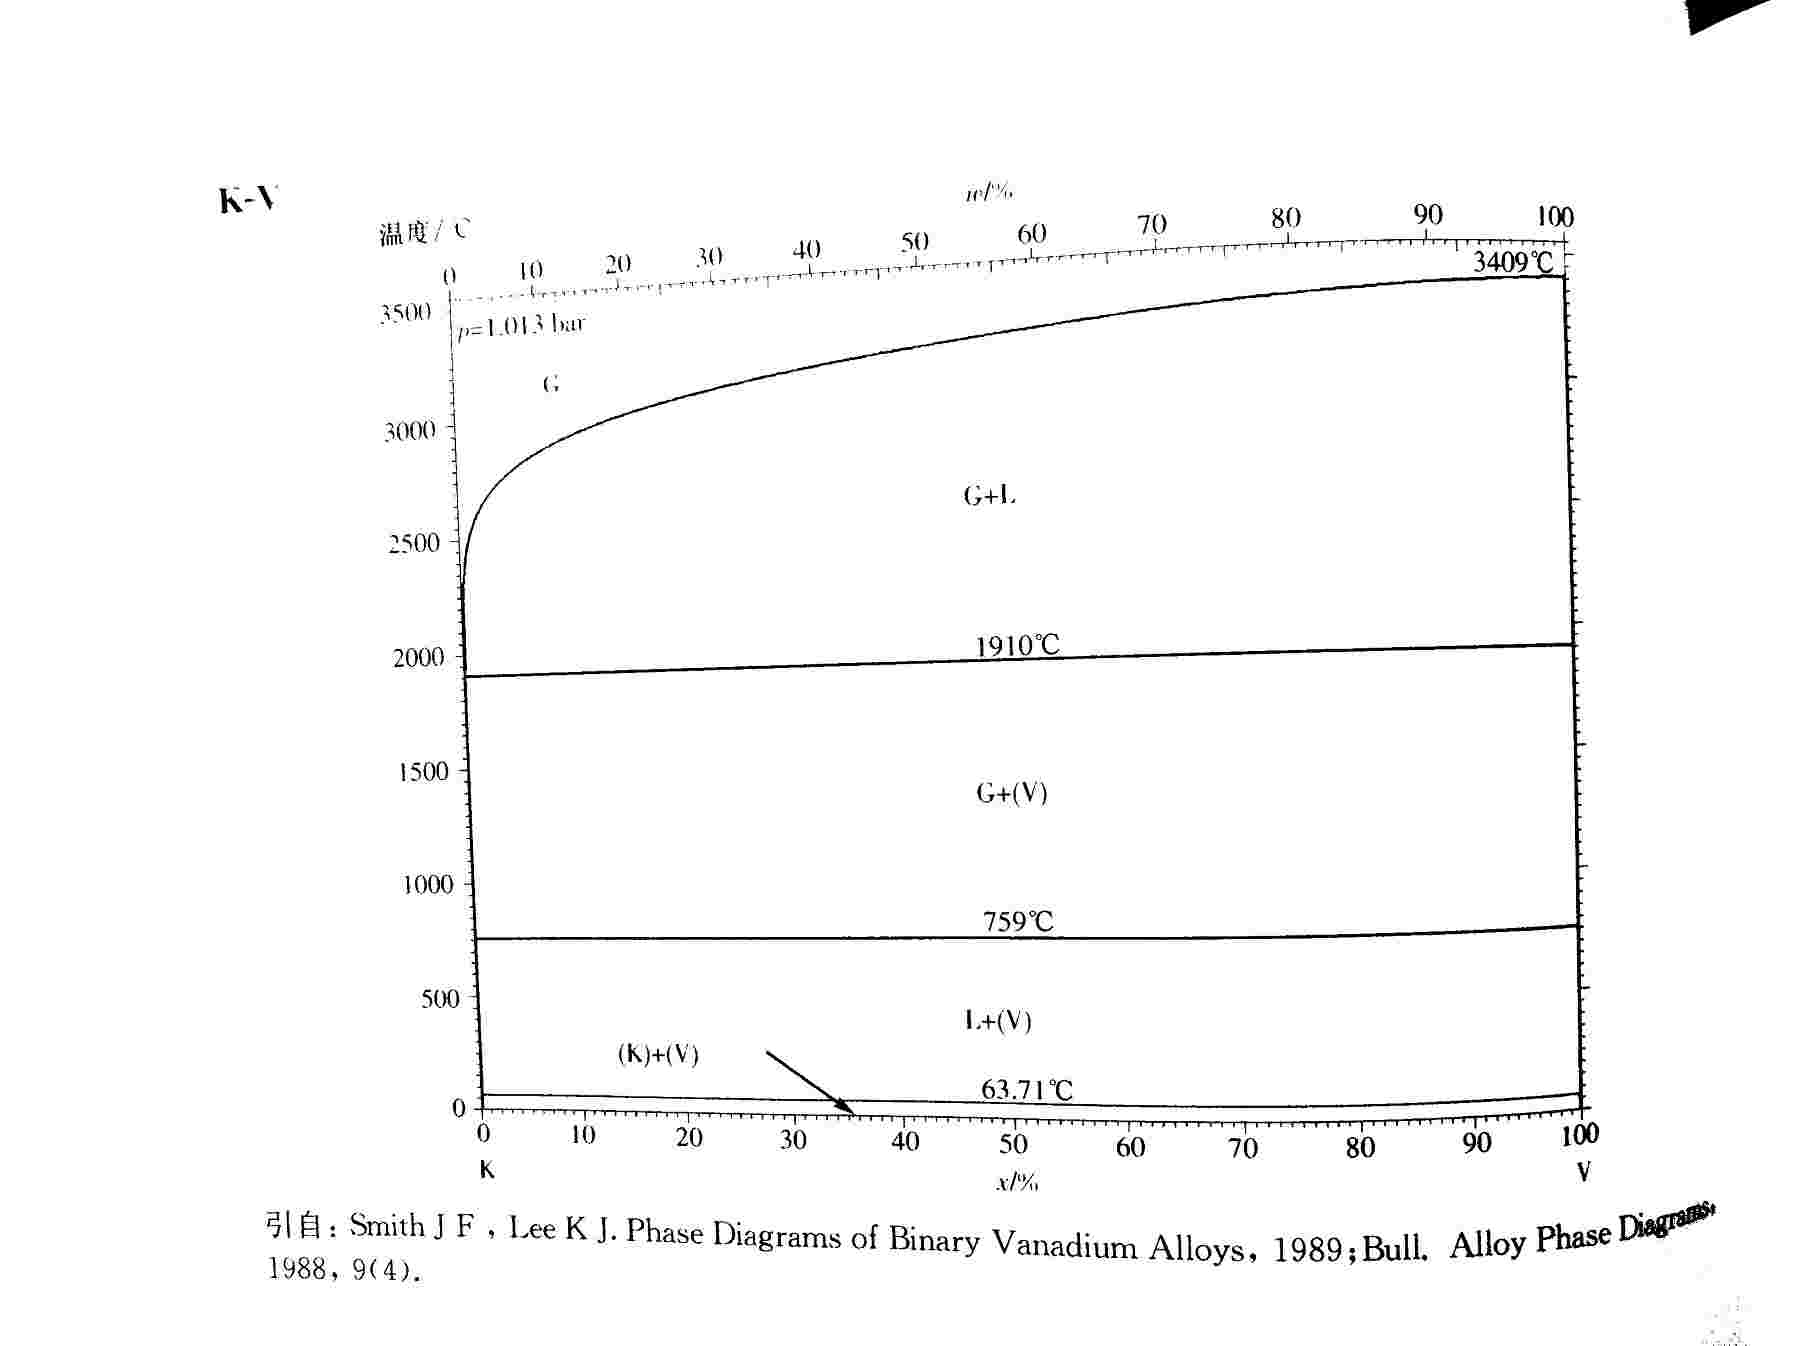 K-V
w/%
温度/℃
0 10 20 30 40 50 60 70 80 90 100
3409℃
3500
p=1.013 bar
G
3000
G+L
2500
1910℃
2000
1500
G+(V)
1000
759℃
500
L+(V)
(K)+(V)
63.71℃
0
0 10 20 30 40 50 60 70 80 90 100
K
x/%
V
引自: Smith J F , Lee K J. Phase Diagrams of Binary Vanadium Alloys, 1989;Bull. Alloy Phase Diagrams,
1988, 9(4).